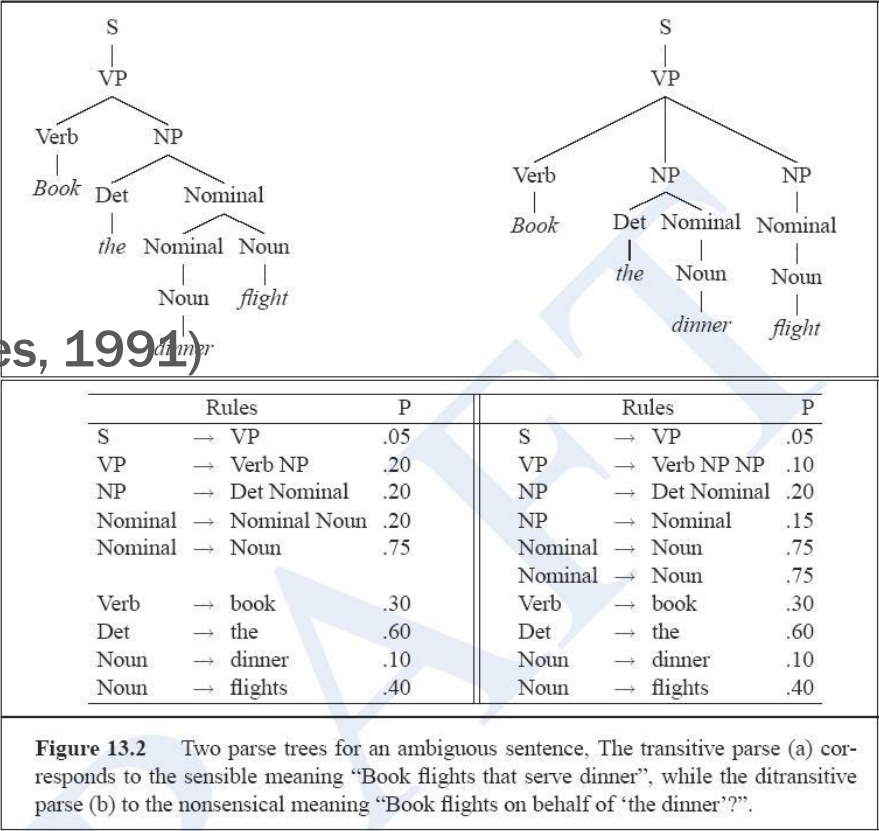 S
VP
Verb NP
Book Det Nominal
the Nominal Noun
Noun flight
dinner
S
VP
Verb NP NP
Book Det Nominal Nominal
the Noun Noun
dinner flight
es, 1991)
Rules P
S → VP .05
VP → Verb NP .20
NP → Det Nominal .20
Nominal → Nominal Noun .20
Nominal → Noun .75
Verb → book .30
Det → the .60
Noun → dinner .10
Noun → flights .40
Rules P
S → VP .05
VP → Verb NP NP .10
NP → Det Nominal .20
NP → Nominal .15
Nominal → Noun .75
Nominal → Noun .75
Verb → book .30
Det → the .60
Noun → dinner .10
Noun → flights .40
Figure 13.2 Two parse trees for an ambiguous sentence, The transitive parse (a) cor-
responds to the sensible meaning “Book flights that serve dinner”, while the ditransitive
parse (b) to the nonsensical meaning “Book flights on behalf of ‘the dinner’?”.